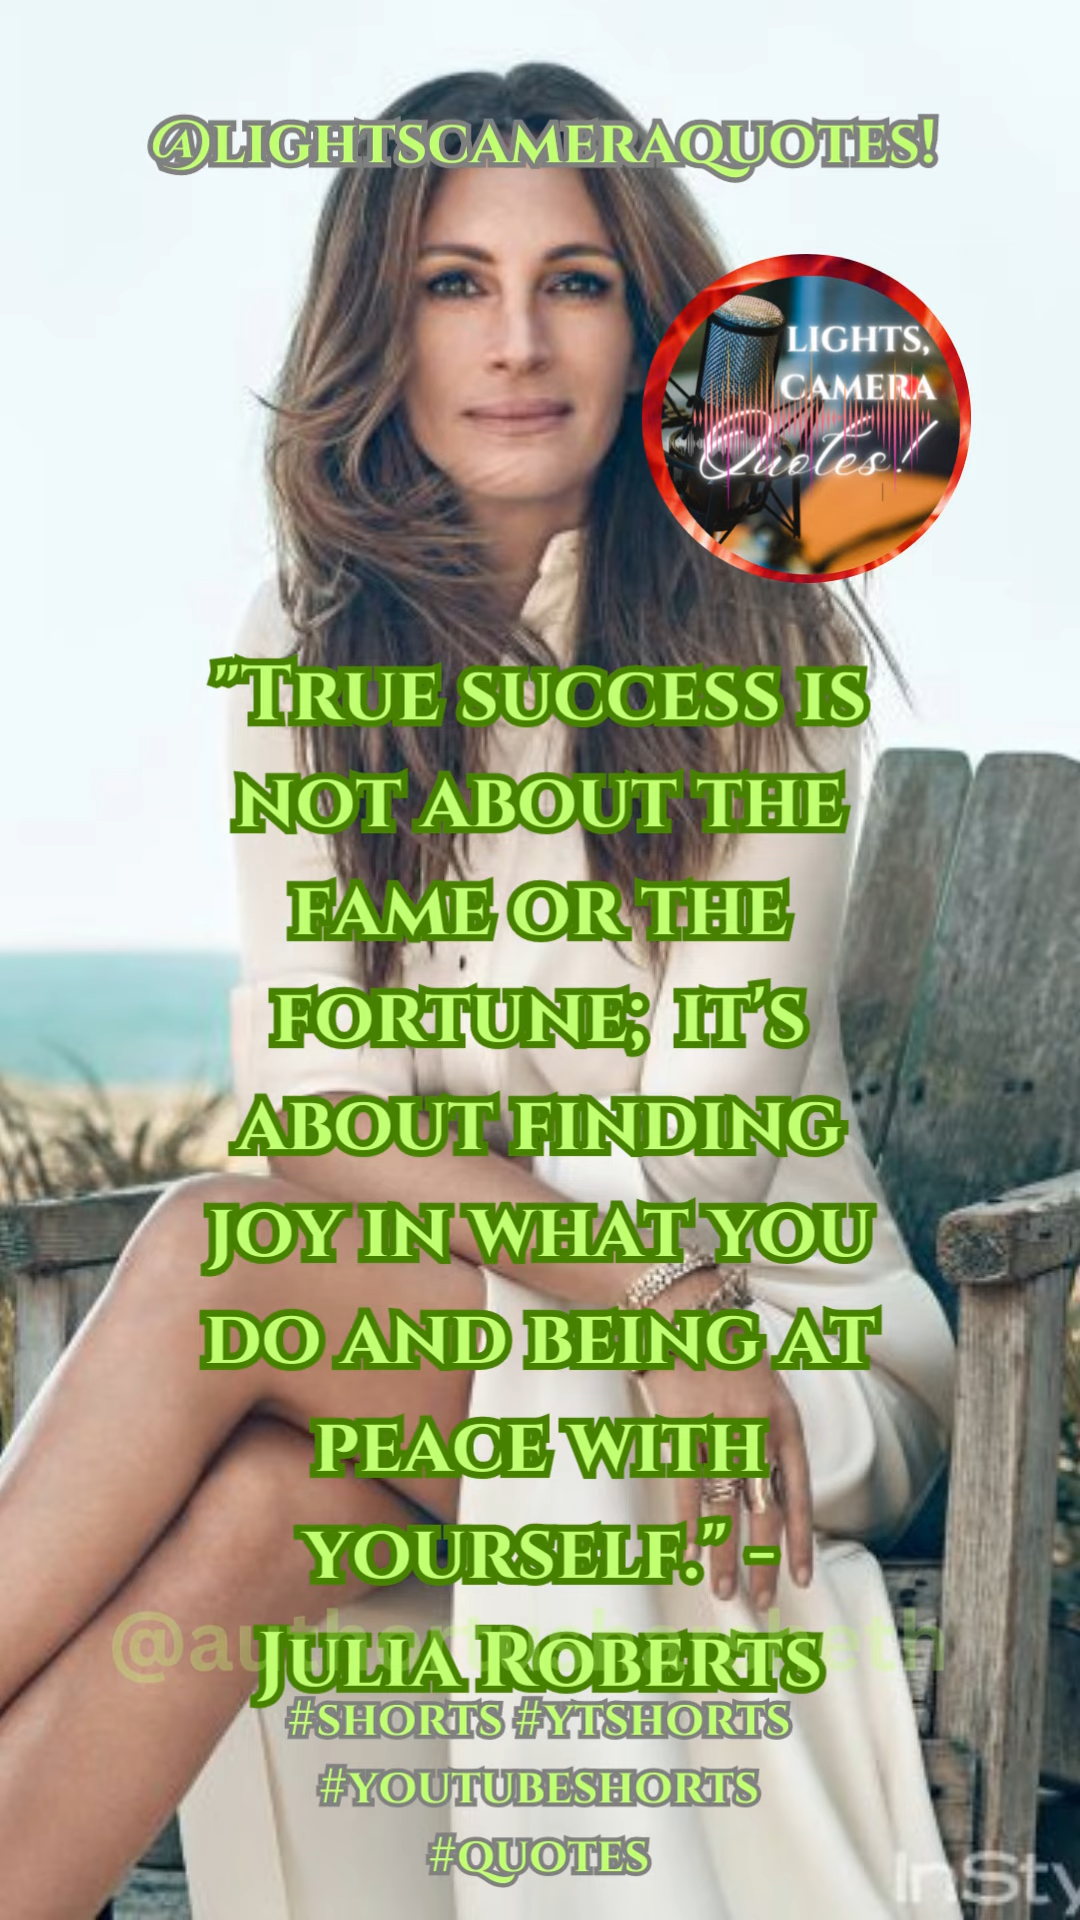 @LIGHTSCAMERAQUOTES!
LIGHTS,
CAMERA
Quotes!
"TRUE SUCCESS IS
NOT ABOUT THE
FAME OR THE
FORTUNE; IT'S
ABOUT FINDING
JOY IN WHAT YOU
DO AND BEING AT
PEACE WITH
YOURSELF." -
JULIA ROBERTS
#SHORTS #YTSHORTS
#YOUTUBESHORTS
#QUOTES
InSty